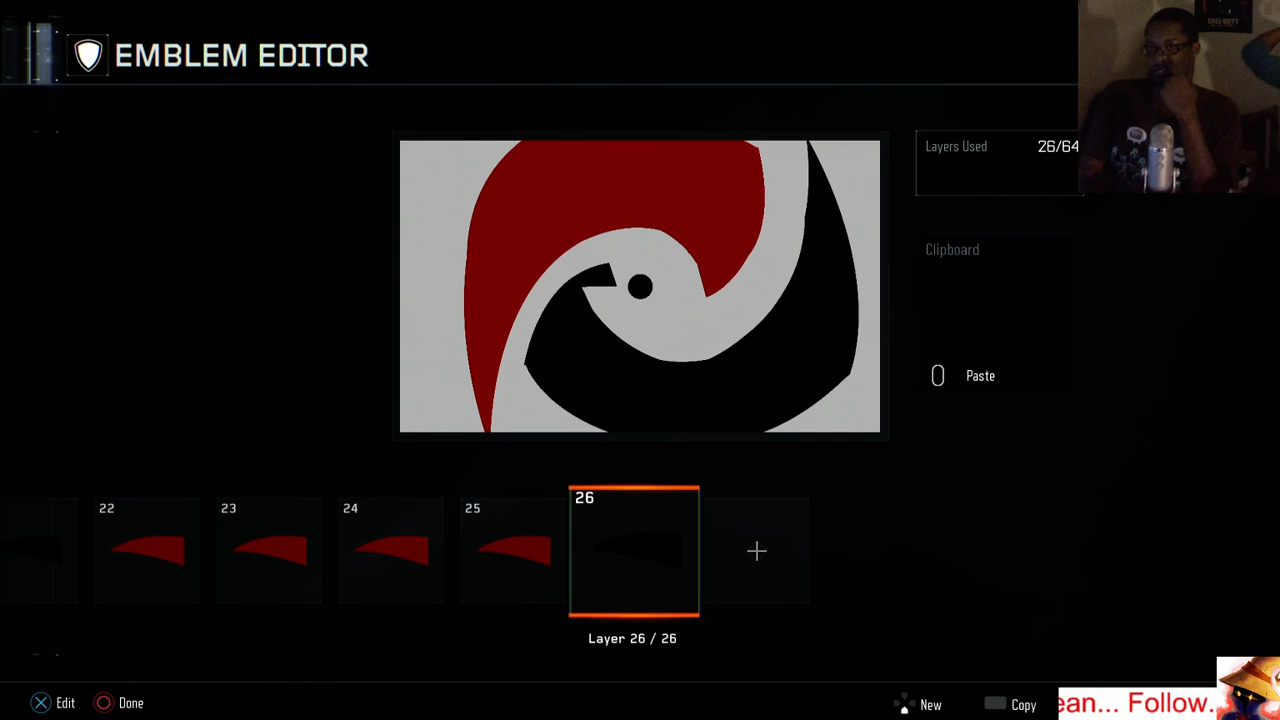 EMBLEM EDITOR
Layers Used 26/64
Clipboard
Paste
22 23 24 25 26
Layer 26 / 26
Edit Done New Copy
ean... Follow.